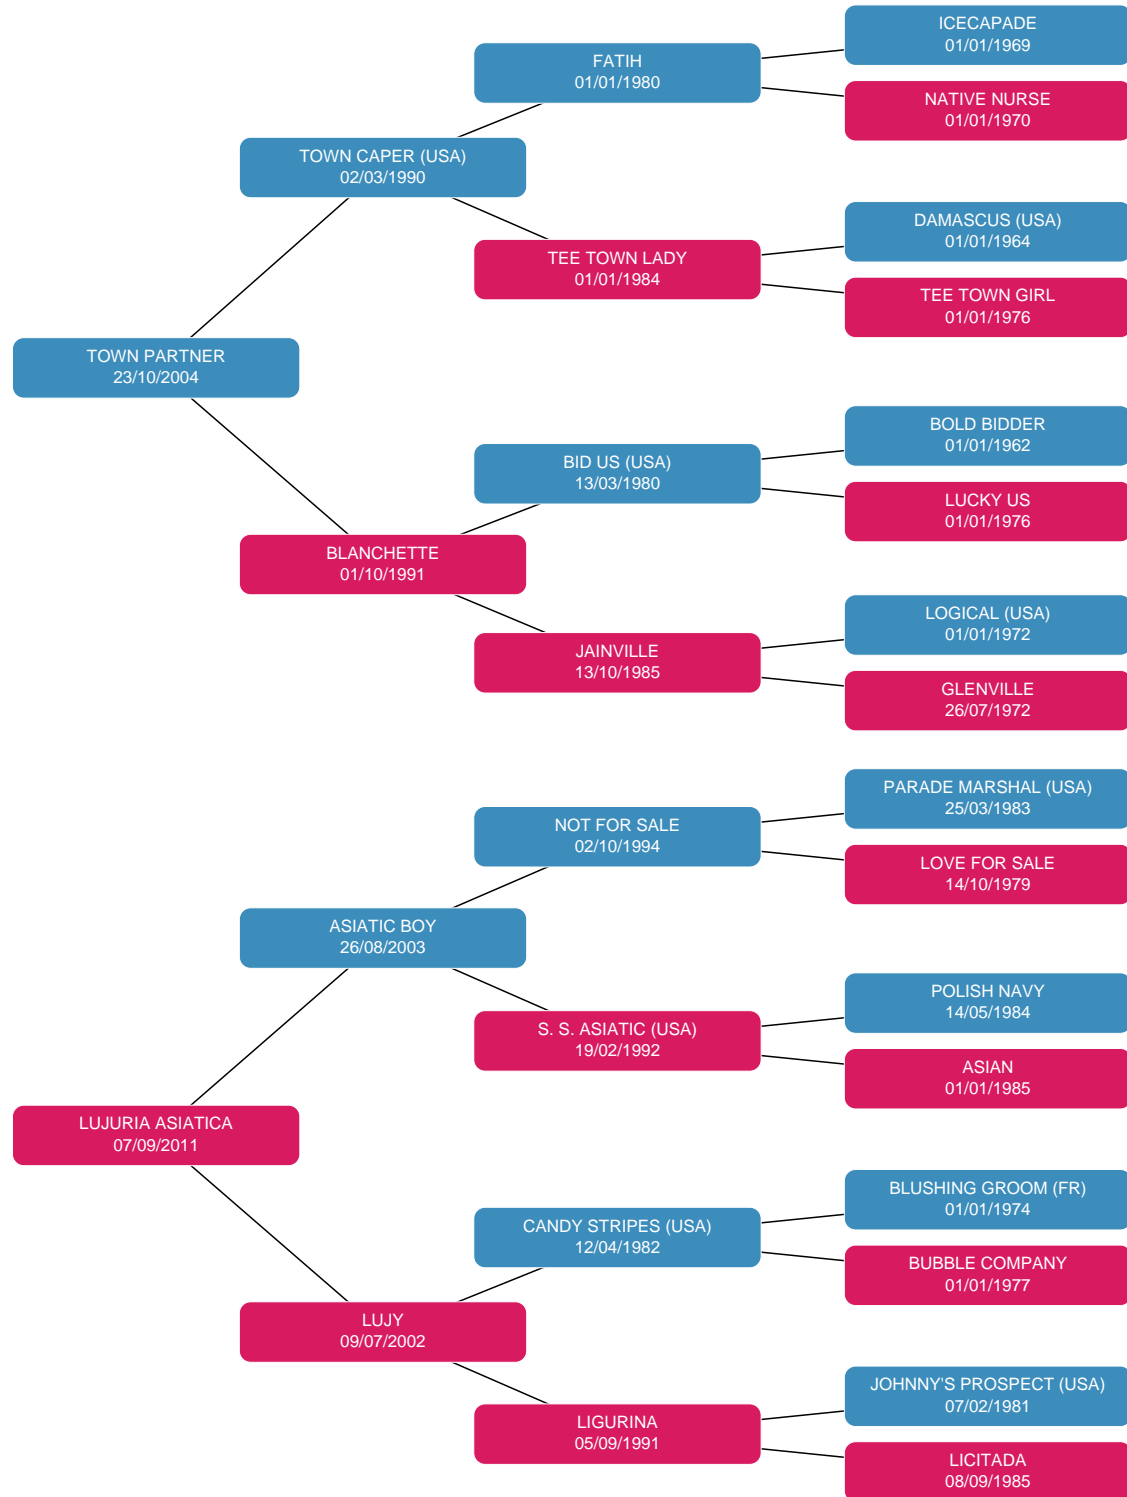 ICECAPADE
01/01/1969
FATIH
01/01/1980
NATIVE NURSE
01/01/1970
TOWN CAPER (USA)
02/03/1990
DAMASCUS (USA)
01/01/1964
TEE TOWN LADY
01/01/1984
TEE TOWN GIRL
01/01/1976
TOWN PARTNER
23/10/2004
BOLD BIDDER
01/01/1962
BID US (USA)
13/03/1980
LUCKY US
01/01/1976
BLANCHETTE
01/10/1991
LOGICAL (USA)
01/01/1972
JAINVILLE
13/10/1985
GLENVILLE
26/07/1972
PARADE MARSHAL (USA)
25/03/1983
NOT FOR SALE
02/10/1994
LOVE FOR SALE
14/10/1979
ASIATIC BOY
26/08/2003
POLISH NAVY
14/05/1984
S. S. ASIATIC (USA)
19/02/1992
ASIAN
01/01/1985
LUJURIA ASIATICA
07/09/2011
BLUSHING GROOM (FR)
01/01/1974
CANDY STRIPES (USA)
12/04/1982
BUBBLE COMPANY
01/01/1977
LUJY
09/07/2002
JOHNNY'S PROSPECT (USA)
07/02/1981
LIGURINA
05/09/1991
LICITADA
08/09/1985